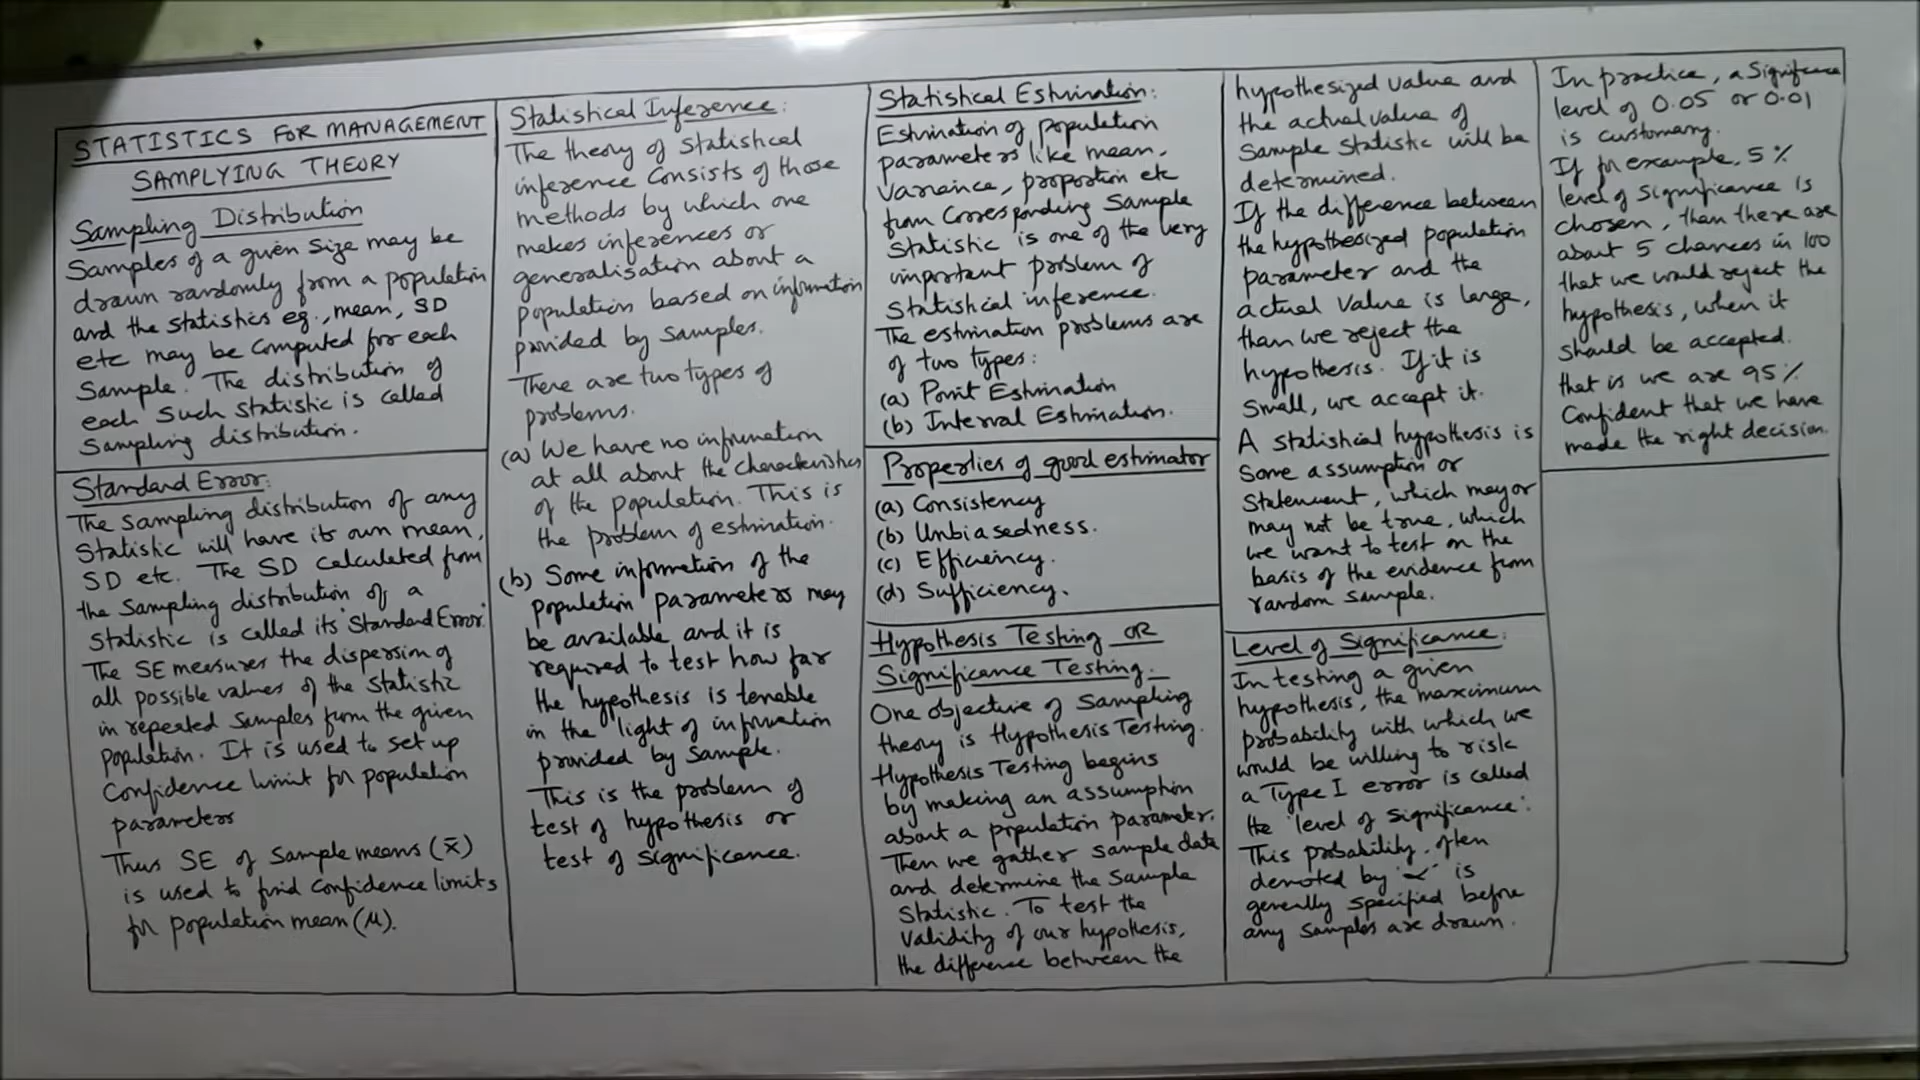 STATISTICS FOR MANAGEMENT
SAMPLYING THEORY
Sampling Distribution
Samples of a given size may be
drawn randomly from a population
and the statistics eg., mean, SD
etc may be computed for each
Sample. The distribution of
each such statistic is called
Sampling distribution.
Standard Error:
The sampling distribution of any
Statistic will have its own mean,
SD etc. The SD calculated from
the sampling distribution of a
Statistic is called its 'Standard Error'.
The SE measures the dispersion of
all possible values of the statistic
in repeated samples from the given
population. It is used to set up
Confidence limit for population
parameters
Thus SE of sample means (x̄)
is used to find confidence limits
for population mean (μ).
Statistical Inference:
The theory of statistical
inference consists of those
methods by which one
makes inferences or
generalisation about a
population based on information
provided by samples.
There are two types of
problems.
(a) We have no information
at all about the characteristics
of the population. This is
the problem of estimation.
(b) Some information of the
population parameters may
be available and it is
required to test how far
the hypothesis is tenable
in the light of information
provided by sample.
This is the problem of
test of hypothesis or
test of significance.
Statistical Estimation:
Estimation of population
parameters like mean,
Variance, proportion etc
from corresponding sample
Statistic is one of the very
important problem of
Statistical inference.
The estimation problems are
of two types:
(a) Point Estimation
(b) Interval Estimation.
Properties of good estimator
(a) Consistency
(b) Unbiasedness.
(c) Efficiency.
(d) Sufficiency.
Hypothesis Testing OR
Significance Testing.
One objective of sampling
theory is Hypothesis Testing.
Hypothesis Testing begins
by making an assumption
about a population parameter.
Then we gather sample data
and determine the sample
Statistic. To test the
Validity of our hypothesis,
the difference between the
hypothesized value and
the actual value of
Sample statistic will be
determined.
If the difference between
the hypothesized population
parameter and the
actual value is large,
than we reject the
hypothesis. If it is
Small, we accept it.
A statistical hypothesis is
Some assumption or
Statement, which may or
may not be true, which
we want to test on the
basis of the evidence from
random sample.
Level of Significance:
In testing a given
hypothesis, the maximum
probability with which we
would be willing to risk
a Type I error is called
the 'level of significance'.
This probability, often
denoted by 'α' is
generally specified before
any samples are drawn.
In practice, a
level of 0.05 or 0.01
is customary.
If for example, 5%
level of significance is
chosen, than there are
about 5 chances in 100
that we would reject the
hypothesis, when it
should be accepted.
that is we are 95%
Confident that we have
made the right decision.